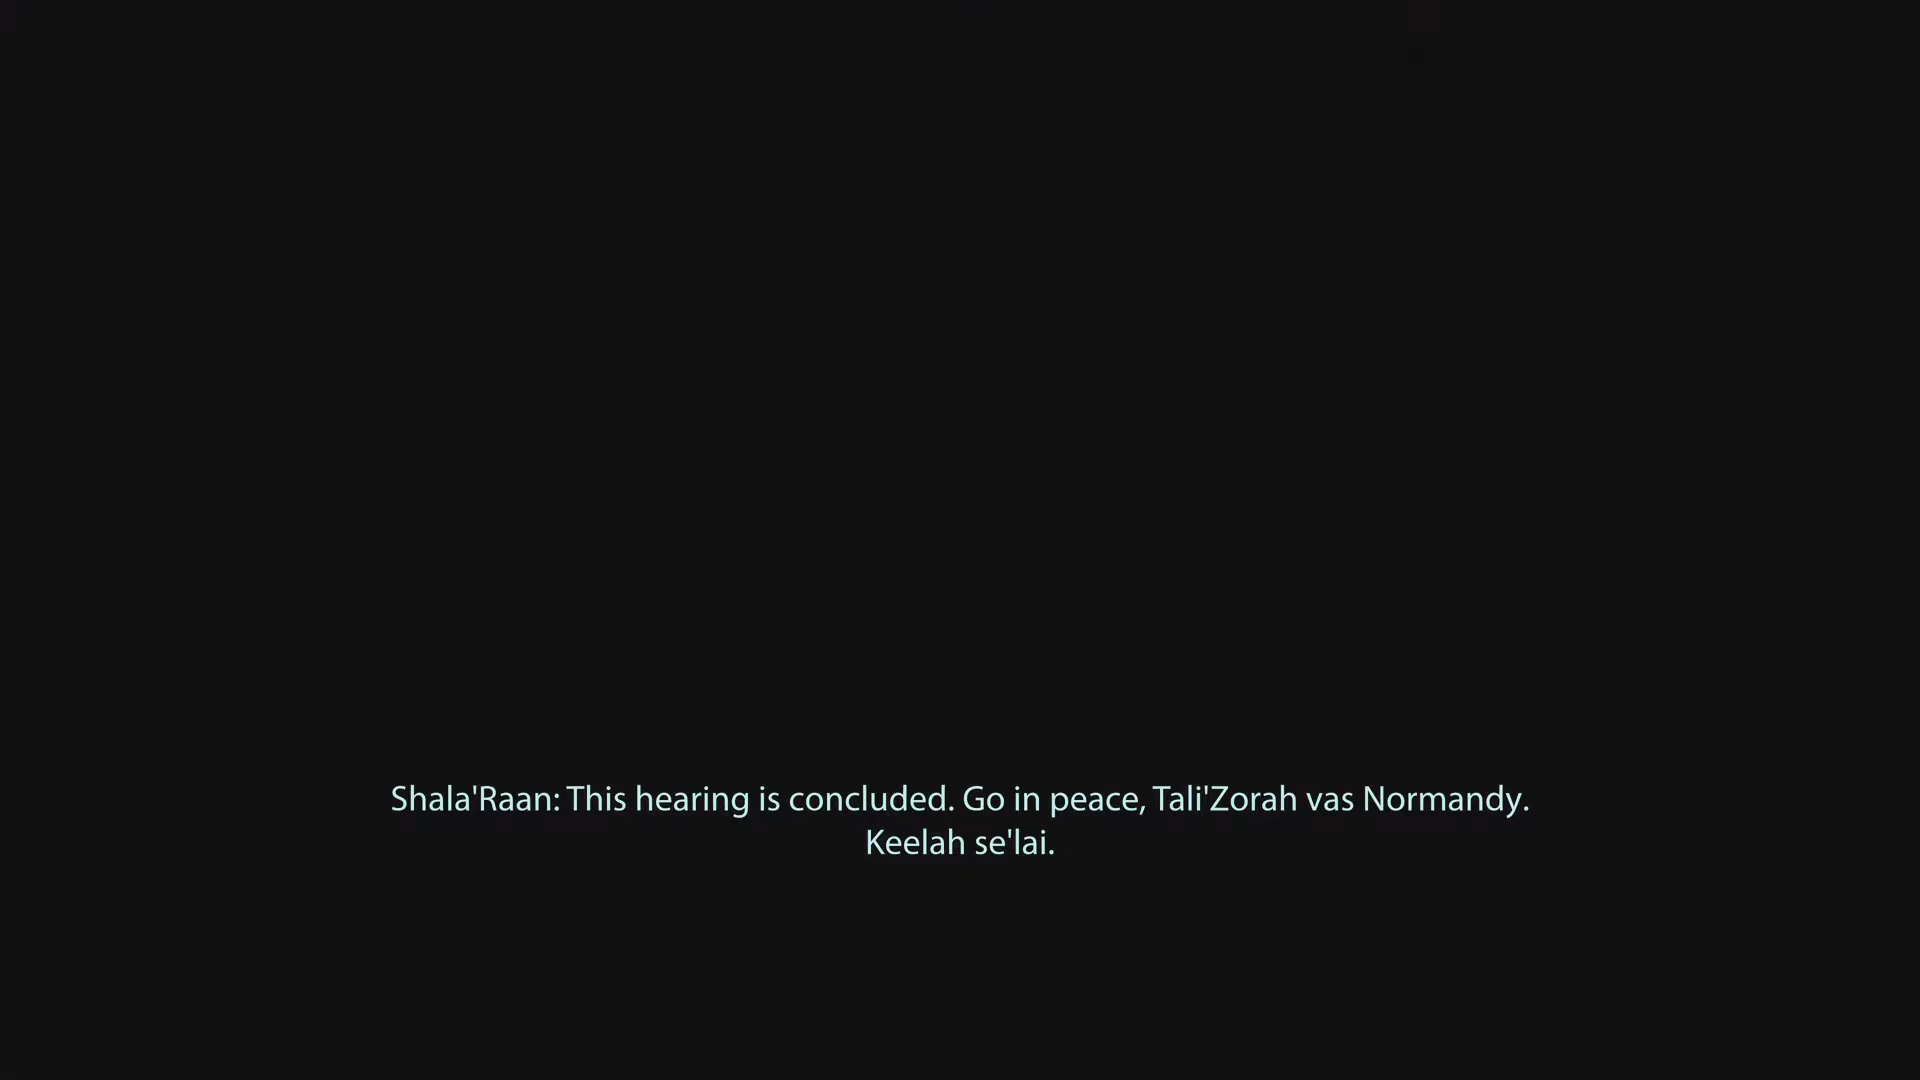 Shala'Raan: This hearing is concluded. Go in peace, Tali'Zorah vas Normandy.
Keelah se'lai.